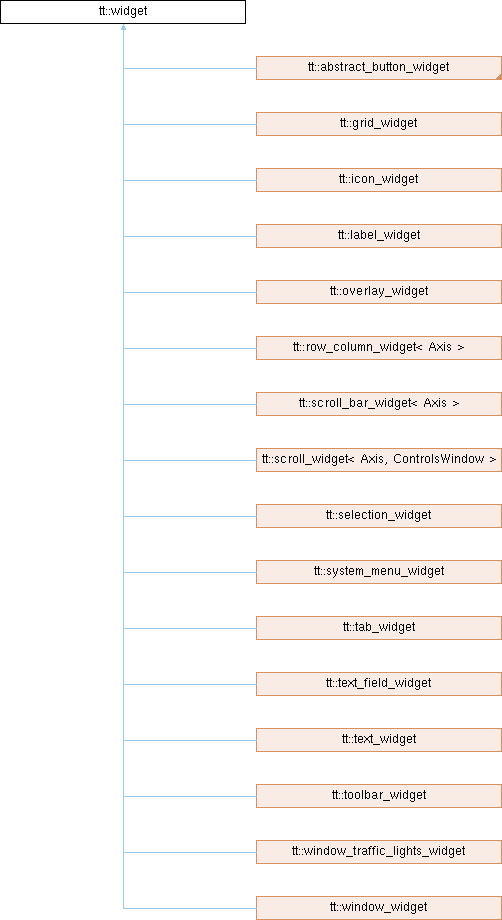 tt::widget
tt::abstract_button_widget
tt::grid_widget
tt::icon_widget
tt::label_widget
tt::overlay_widget
tt::row_column_widget< Axis >
tt::scroll_bar_widget< Axis >
tt::scroll_widget< Axis, ControlsWindow >
tt::selection_widget
tt::system_menu_widget
tt::tab_widget
tt::text_field_widget
tt::text_widget
tt::toolbar_widget
tt::window_traffic_lights_widget
tt::window_widget